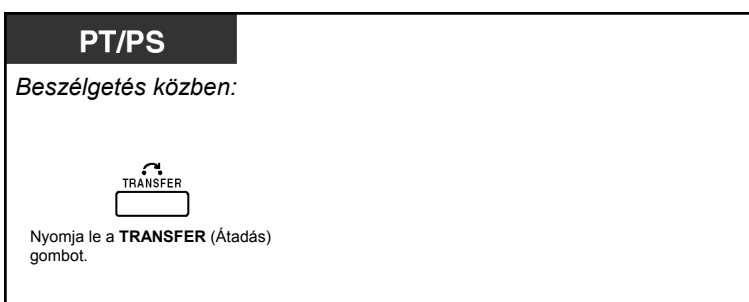 PT/PS
Beszélgetés közben:
TRANSFER
Nyomja le a TRANSFER (Átadás)
gombot.